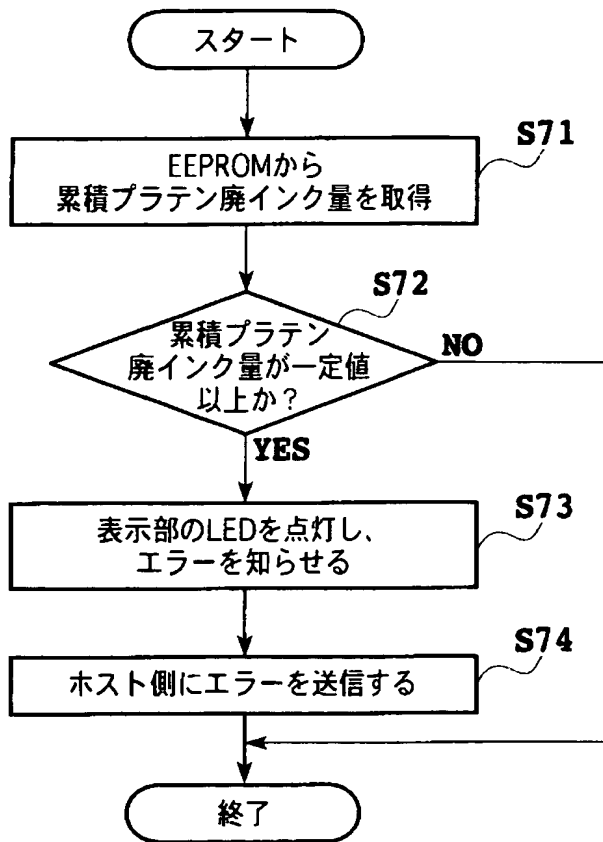 スタート
S71
EEPROMから
累積プラテン廃インク量を取得
S72
累積プラテン
廃インク量が一定値
以上か？
NO
YES
S73
表示部のLEDを点灯し、
エラーを知らせる
S74
ホスト側にエラーを送信する
終了